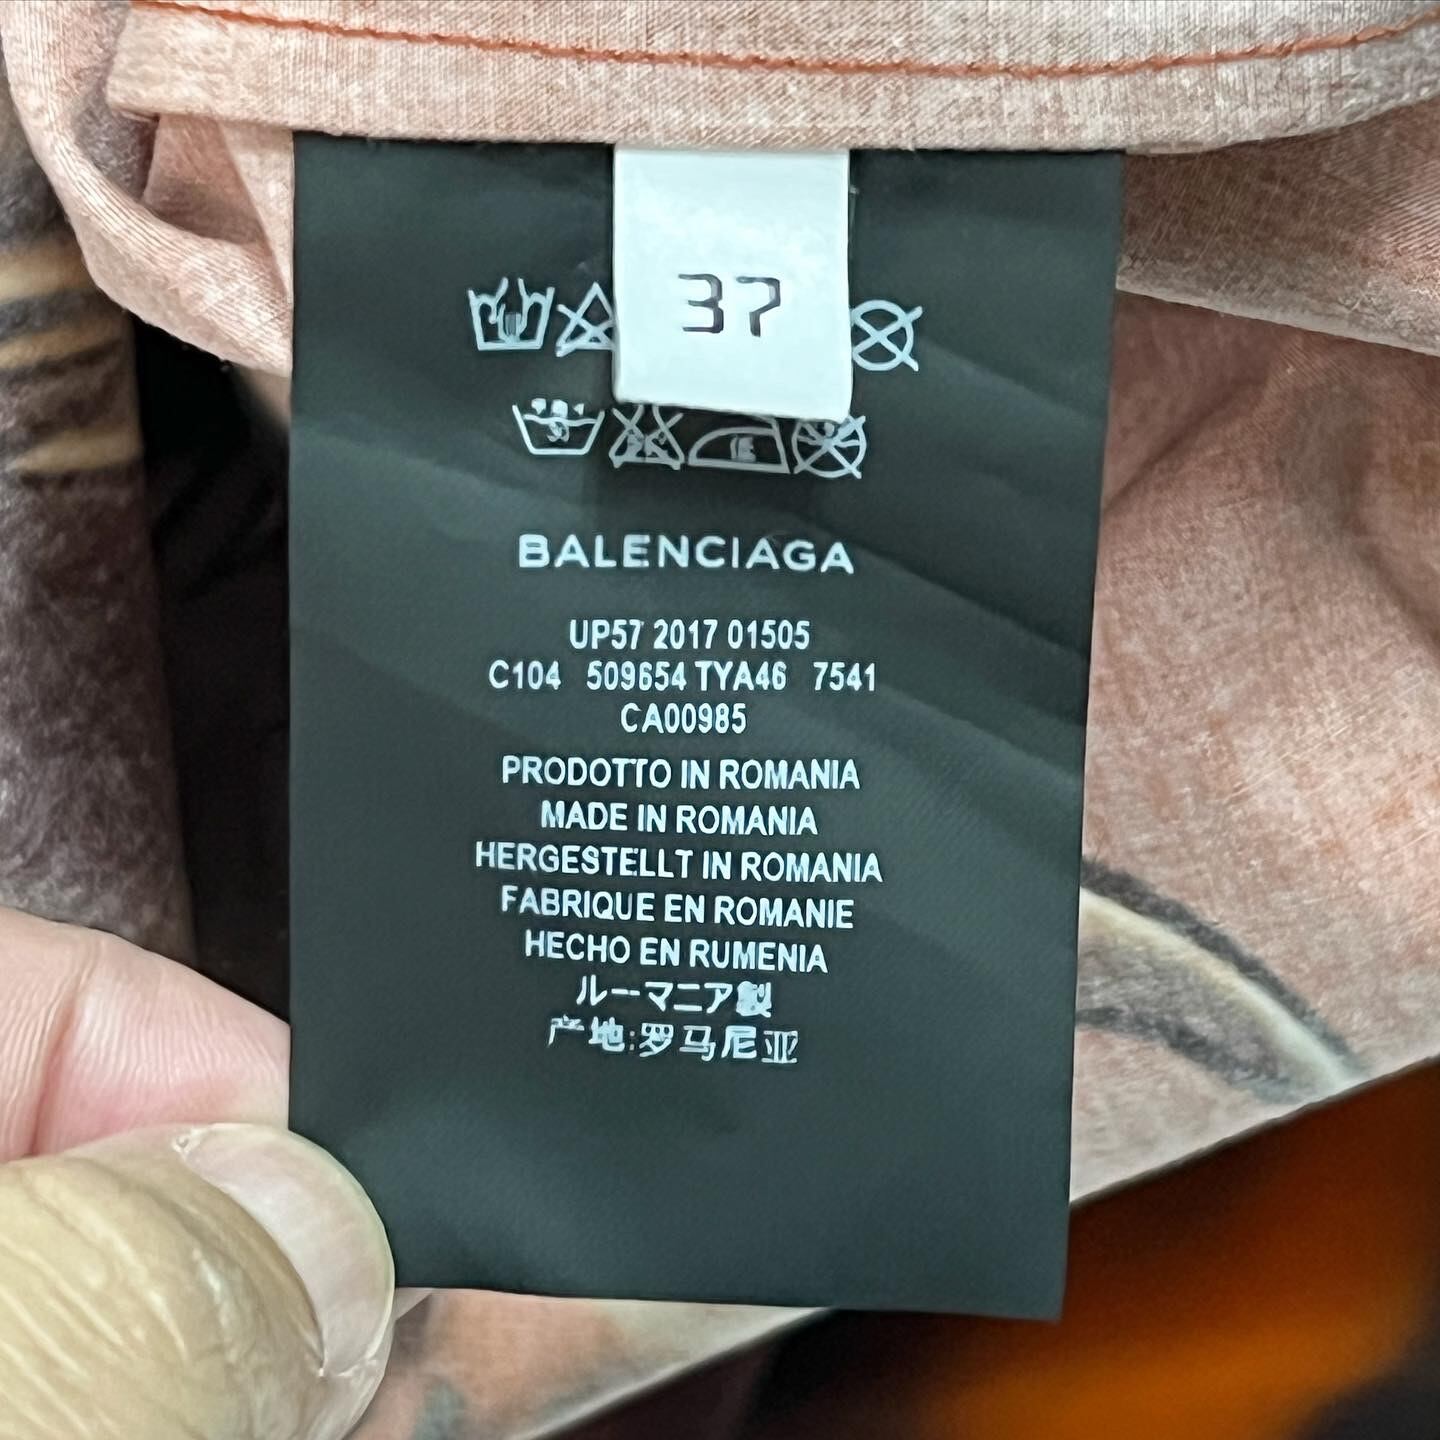 37
BALENCIAGA
UP57 2017 01505
C104 509654 TYA46 7541
CA00985
PRODOTTO IN ROMANIA
MADE IN ROMANIA
HERGESTELLT IN ROMANIA
FABRIQUE EN ROMANIE
HECHO EN RUMENIA
ルーマニア製
产地:罗马尼亚